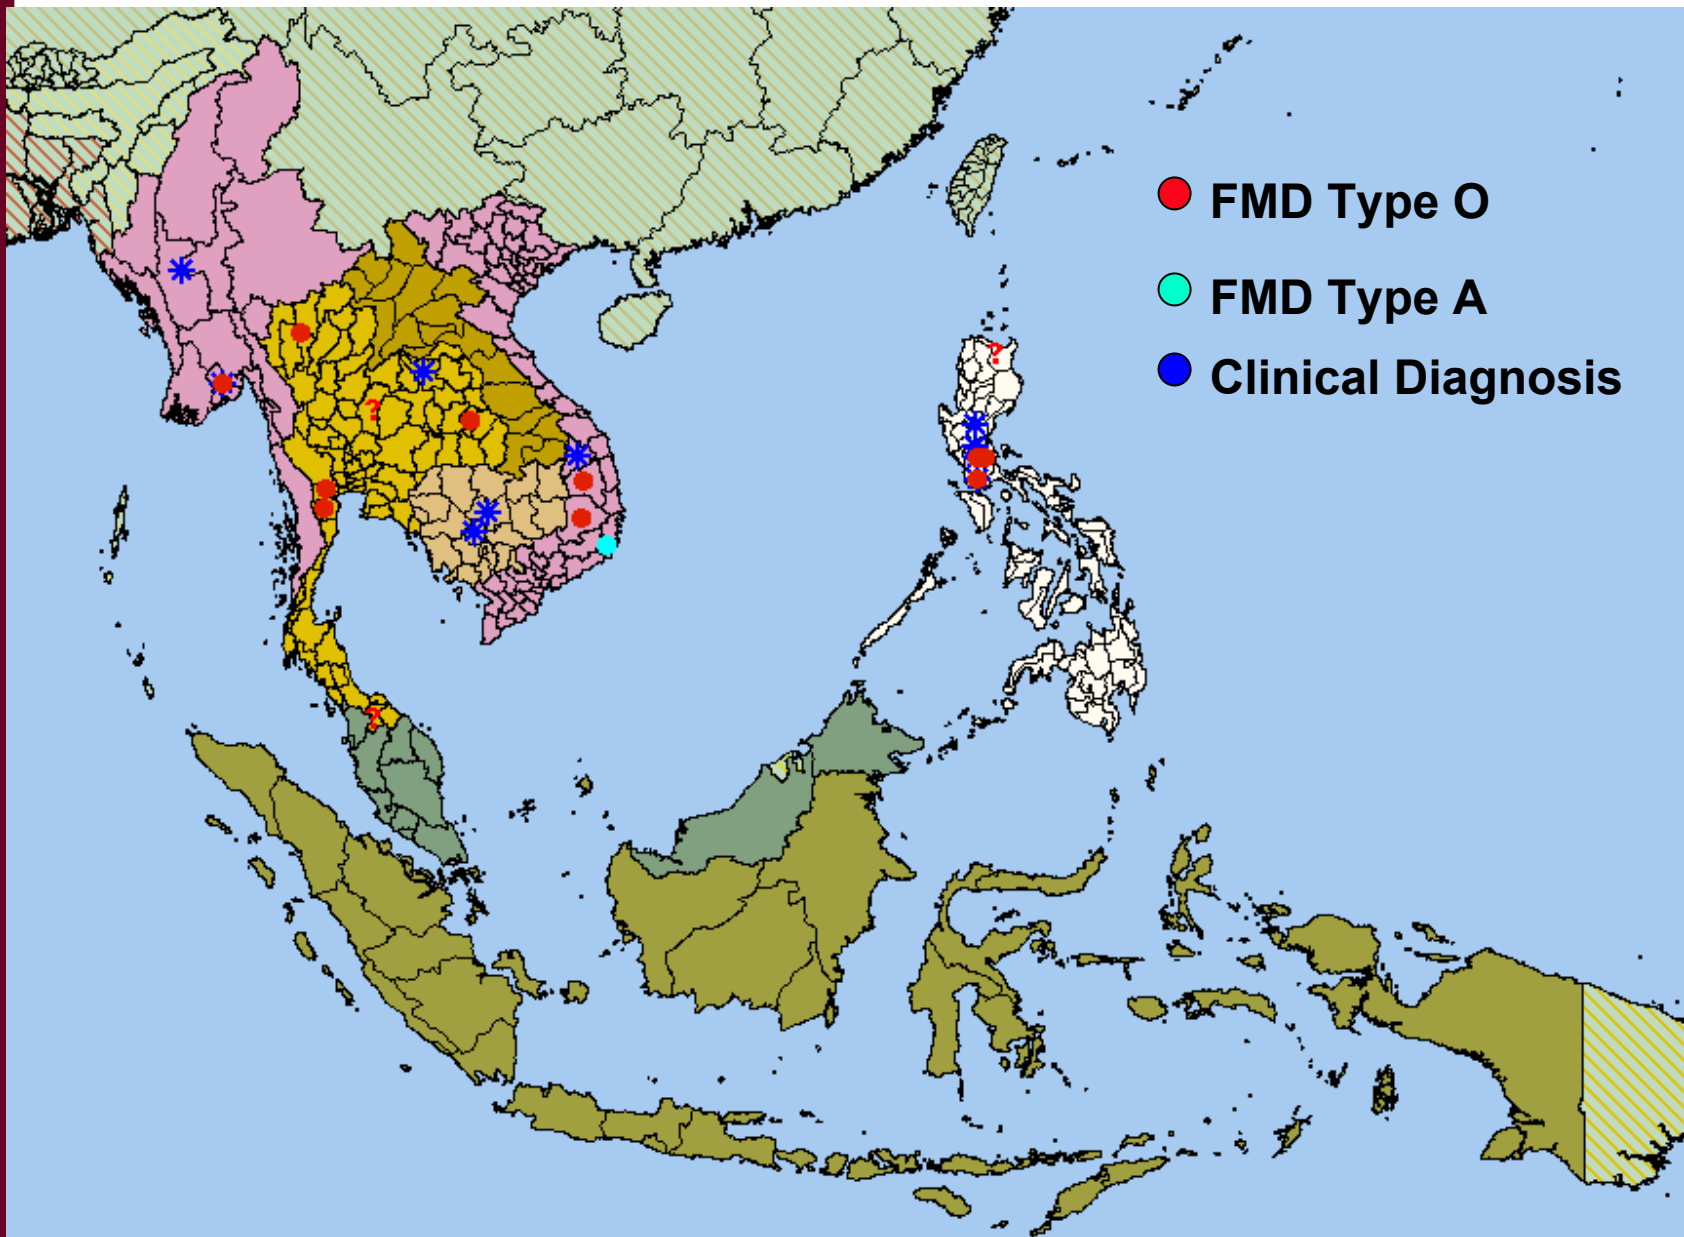 FMD Type O
?
FMD Type A
Clinical Diagnosis
?
?